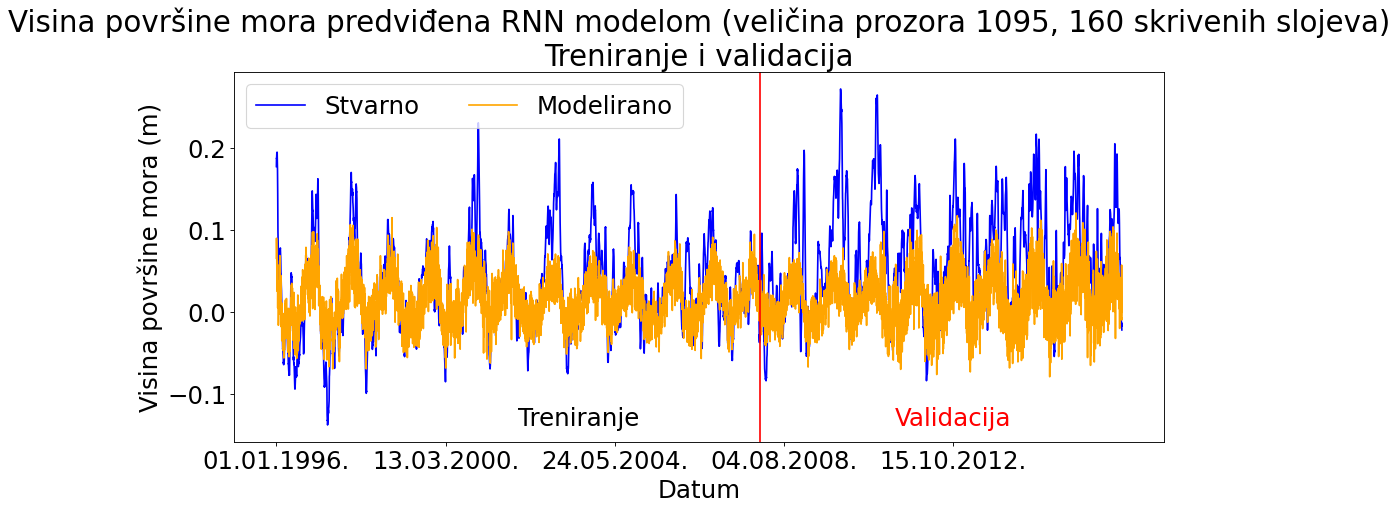 Visina površine mora predviđena RNN modelom (veličina prozora 1095, 160 skrivenih slojeva)
Treniranje i validacija
Stvarno
Modelirano
Visina površine mora (m)
0.2
0.1
0.0
−0.1
Treniranje
Validacija
01.01.1996.
13.03.2000.
24.05.2004.
04.08.2008.
15.10.2012.
Datum